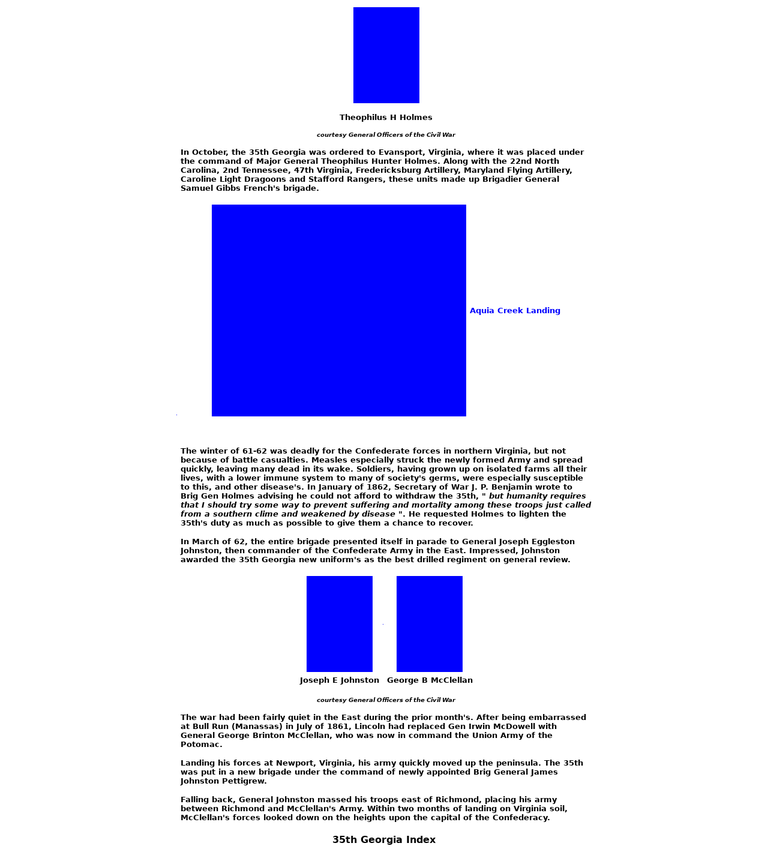 Theophilus H Holmes
courtesy General Officers of the Civil War
In October, the 35th Georgia was ordered to Evansport, Virginia, where it was placed under
the command of Major General Theophilus Hunter Holmes. Along with the 22nd North
Carolina, 2nd Tennessee, 47th Virginia, Fredericksburg Artillery, Maryland Flying Artillery,
Caroline Light Dragoons and Stafford Rangers, these units made up Brigadier General
Samuel Gibbs French's brigade.
Aquia Creek Landing
The winter of 61-62 was deadly for the Confederate forces in northern Virginia, but not
because of battle casualties. Measles especially struck the newly formed Army and spread
quickly, leaving many dead in its wake. Soldiers, having grown up on isolated farms all their
lives, with a lower immune system to many of society's germs, were especially susceptible
to this, and other disease's. In January of 1862, Secretary of War J. P. Benjamin wrote to
Brig Gen Holmes advising he could not afford to withdraw the 35th, " but humanity requires
that I should try some way to prevent suffering and mortality among these troops just called
from a southern clime and weakened by disease ". He requested Holmes to lighten the
35th's duty as much as possible to give them a chance to recover.
In March of 62, the entire brigade presented itself in parade to General Joseph Eggleston
Johnston, then commander of the Confederate Army in the East. Impressed, Johnston
awarded the 35th Georgia new uniform's as the best drilled regiment on general review.
Joseph E Johnston George B McClellan
courtesy General Officers of the Civil War
The war had been fairly quiet in the East during the prior month's. After being embarrassed
at Bull Run (Manassas) in July of 1861, Lincoln had replaced Gen Irwin McDowell with
General George Brinton McClellan, who was now in command the Union Army of the
Potomac.
Landing his forces at Newport, Virginia, his army quickly moved up the peninsula. The 35th
was put in a new brigade under the command of newly appointed Brig General James
Johnston Pettigrew.
Falling back, General Johnston massed his troops east of Richmond, placing his army
between Richmond and McClellan's Army. Within two months of landing on Virginia soil,
McClellan's forces looked down on the heights upon the capital of the Confederacy.
35th Georgia Index